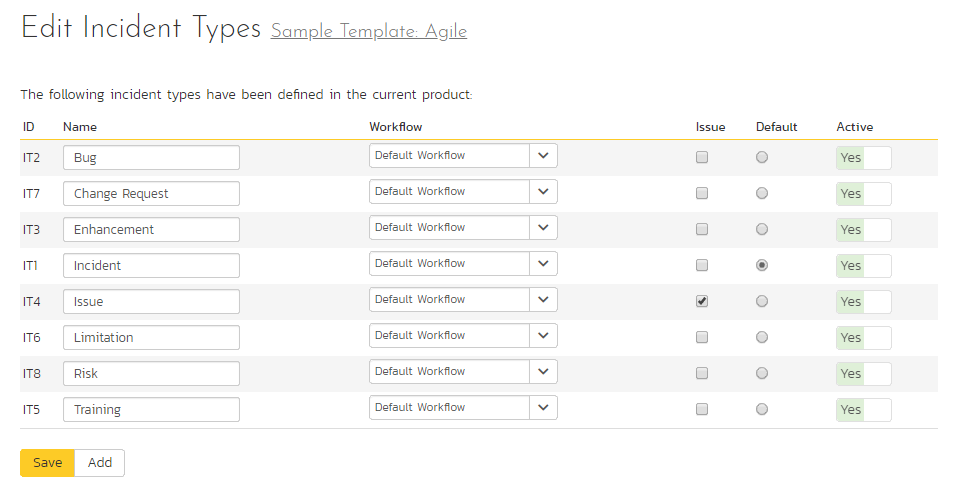 Edit Incident Types Sample Template: Agile
The following incident types have been defined in the current product:
ID Name Workflow Issue Default Active
IT2 Bug Default Workflow Yes
IT7 Change Request Default Workflow Yes
IT3 Enhancement Default Workflow Yes
IT1 Incident Default Workflow Yes
IT4 Issue Default Workflow Yes
IT6 Limitation Default Workflow Yes
IT8 Risk Default Workflow Yes
IT5 Training Default Workflow Yes
Save Add